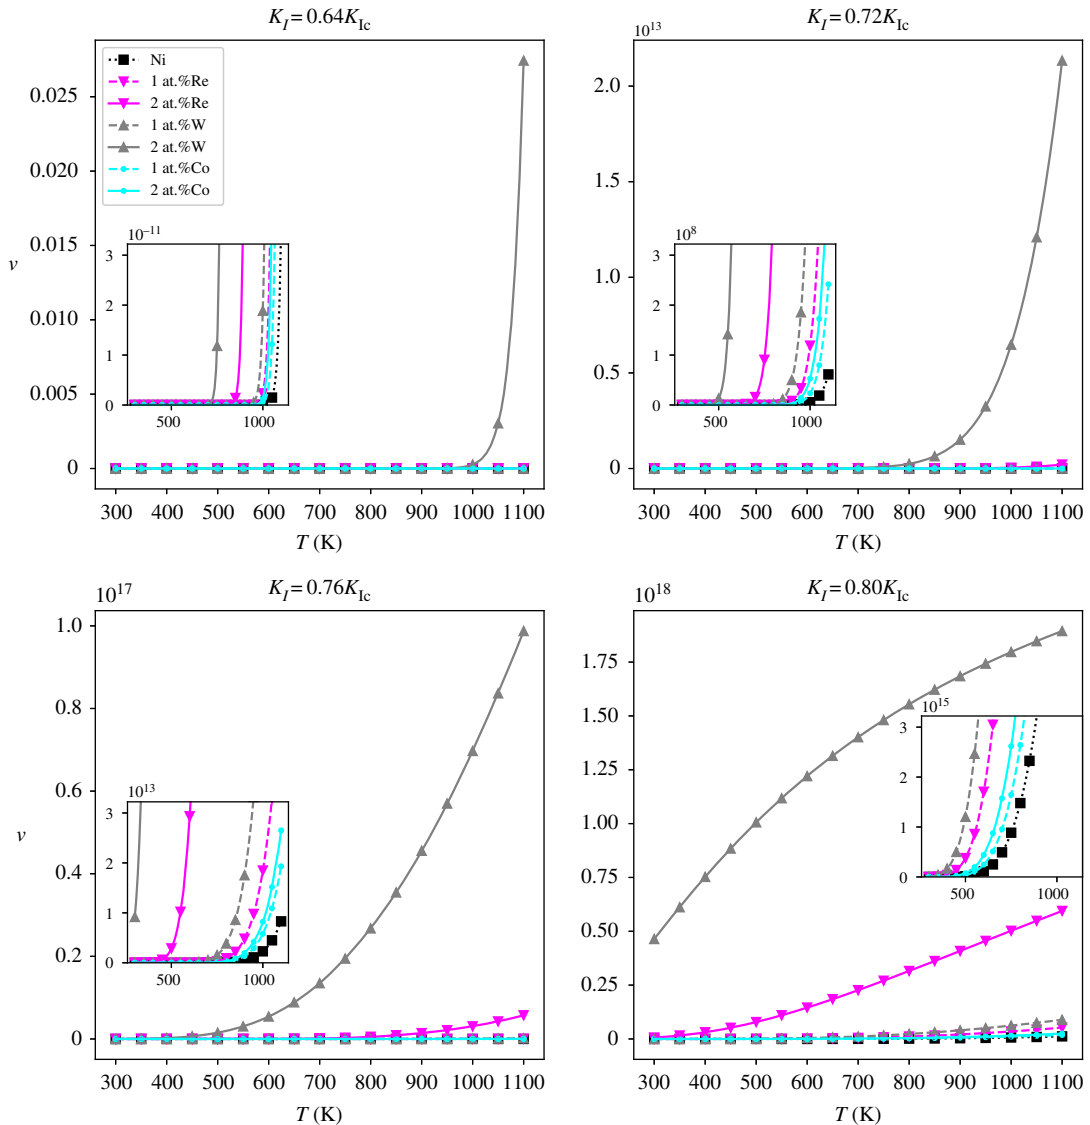 K_I = 0.64K_Ic
0.025
0.020
0.015
0.010
0.005
0
v
Ni
1 at.%Re
2 at.%Re
1 at.%W
2 at.%W
1 at.%Co
2 at.%Co
10^−11
3
2
1
0
500
1000
300 400 500 600 700 800 900 1000 1100
T (K)
K_I = 0.72K_Ic
10^13
2.0
1.5
1.0
0.5
0
10^8
3
2
1
0
500
1000
300 400 500 600 700 800 900 1000 1100
T (K)
K_I = 0.76K_Ic
10^17
1.0
0.8
0.6
0.4
0.2
0
v
10^13
3
2
1
0
500
1000
300 400 500 600 700 800 900 1000 1100
T (K)
K_I = 0.80K_Ic
10^18
1.75
1.50
1.25
1.00
0.75
0.50
0.25
0
10^15
3
2
1
0
500
1000
300 400 500 600 700 800 900 1000 1100
T (K)